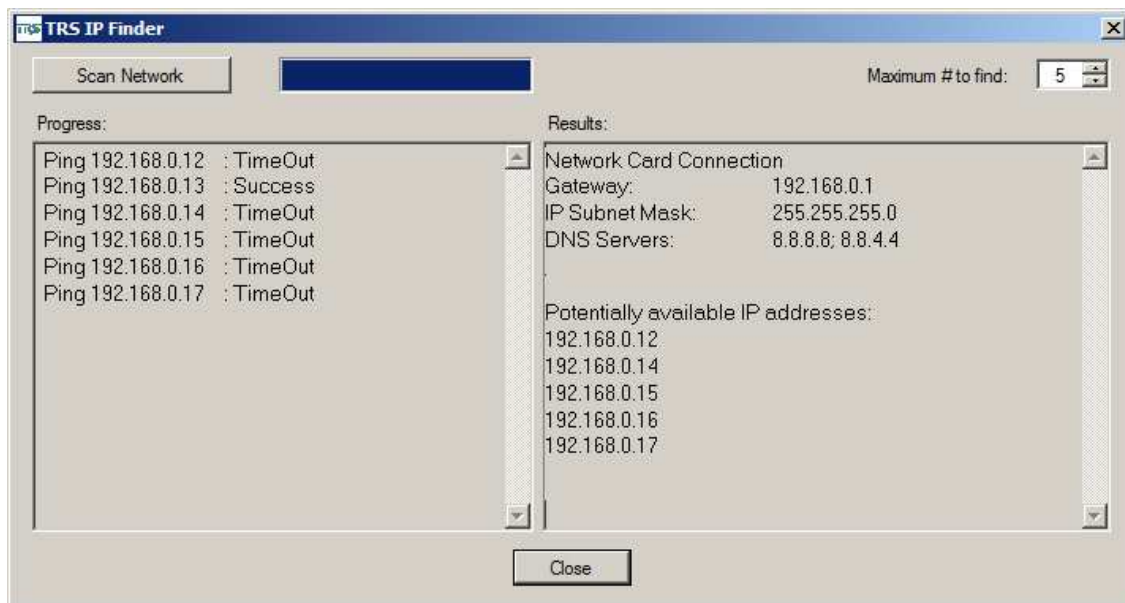 TRS TRS IP Finder
Scan Network
Maximum # to find: 5
Progress:
Ping 192.168.0.12 : TimeOut
Ping 192.168.0.13 : Success
Ping 192.168.0.14 : TimeOut
Ping 192.168.0.15 : TimeOut
Ping 192.168.0.16 : TimeOut
Ping 192.168.0.17 : TimeOut
Results:
Network Card Connection
Gateway: 192.168.0.1
IP Subnet Mask: 255.255.255.0
DNS Servers: 8.8.8.8; 8.8.4.4
.
Potentially available IP addresses:
192.168.0.12
192.168.0.14
192.168.0.15
192.168.0.16
192.168.0.17
Close